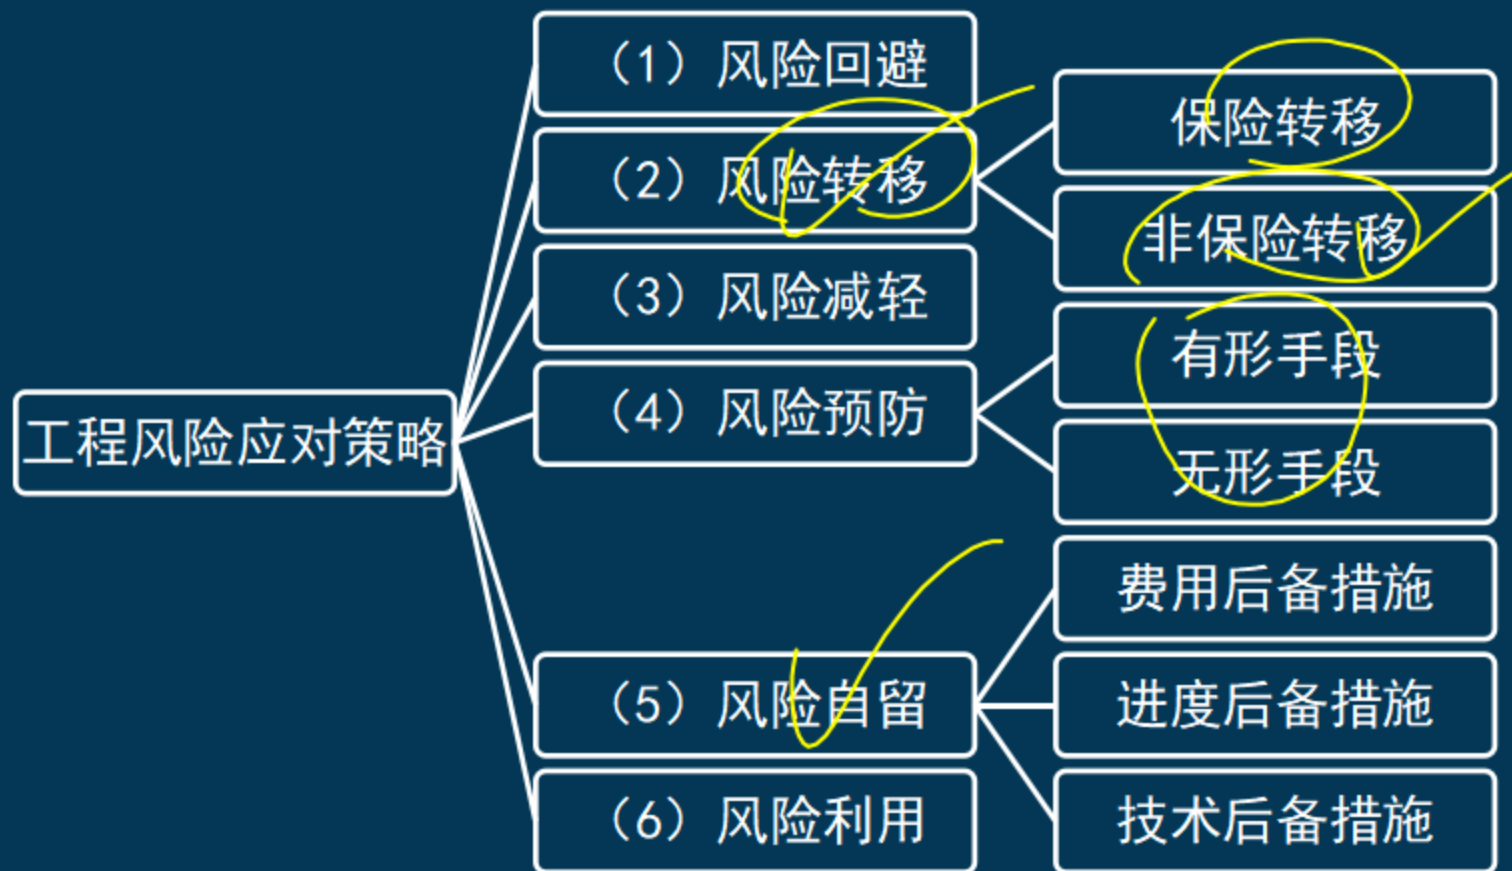 工程风险应对策略
（1）风险回避
（2）风险转移
保险转移
非保险转移
（3）风险减轻
（4）风险预防
有形手段
无形手段
（5）风险自留
费用后备措施
进度后备措施
技术后备措施
（6）风险利用